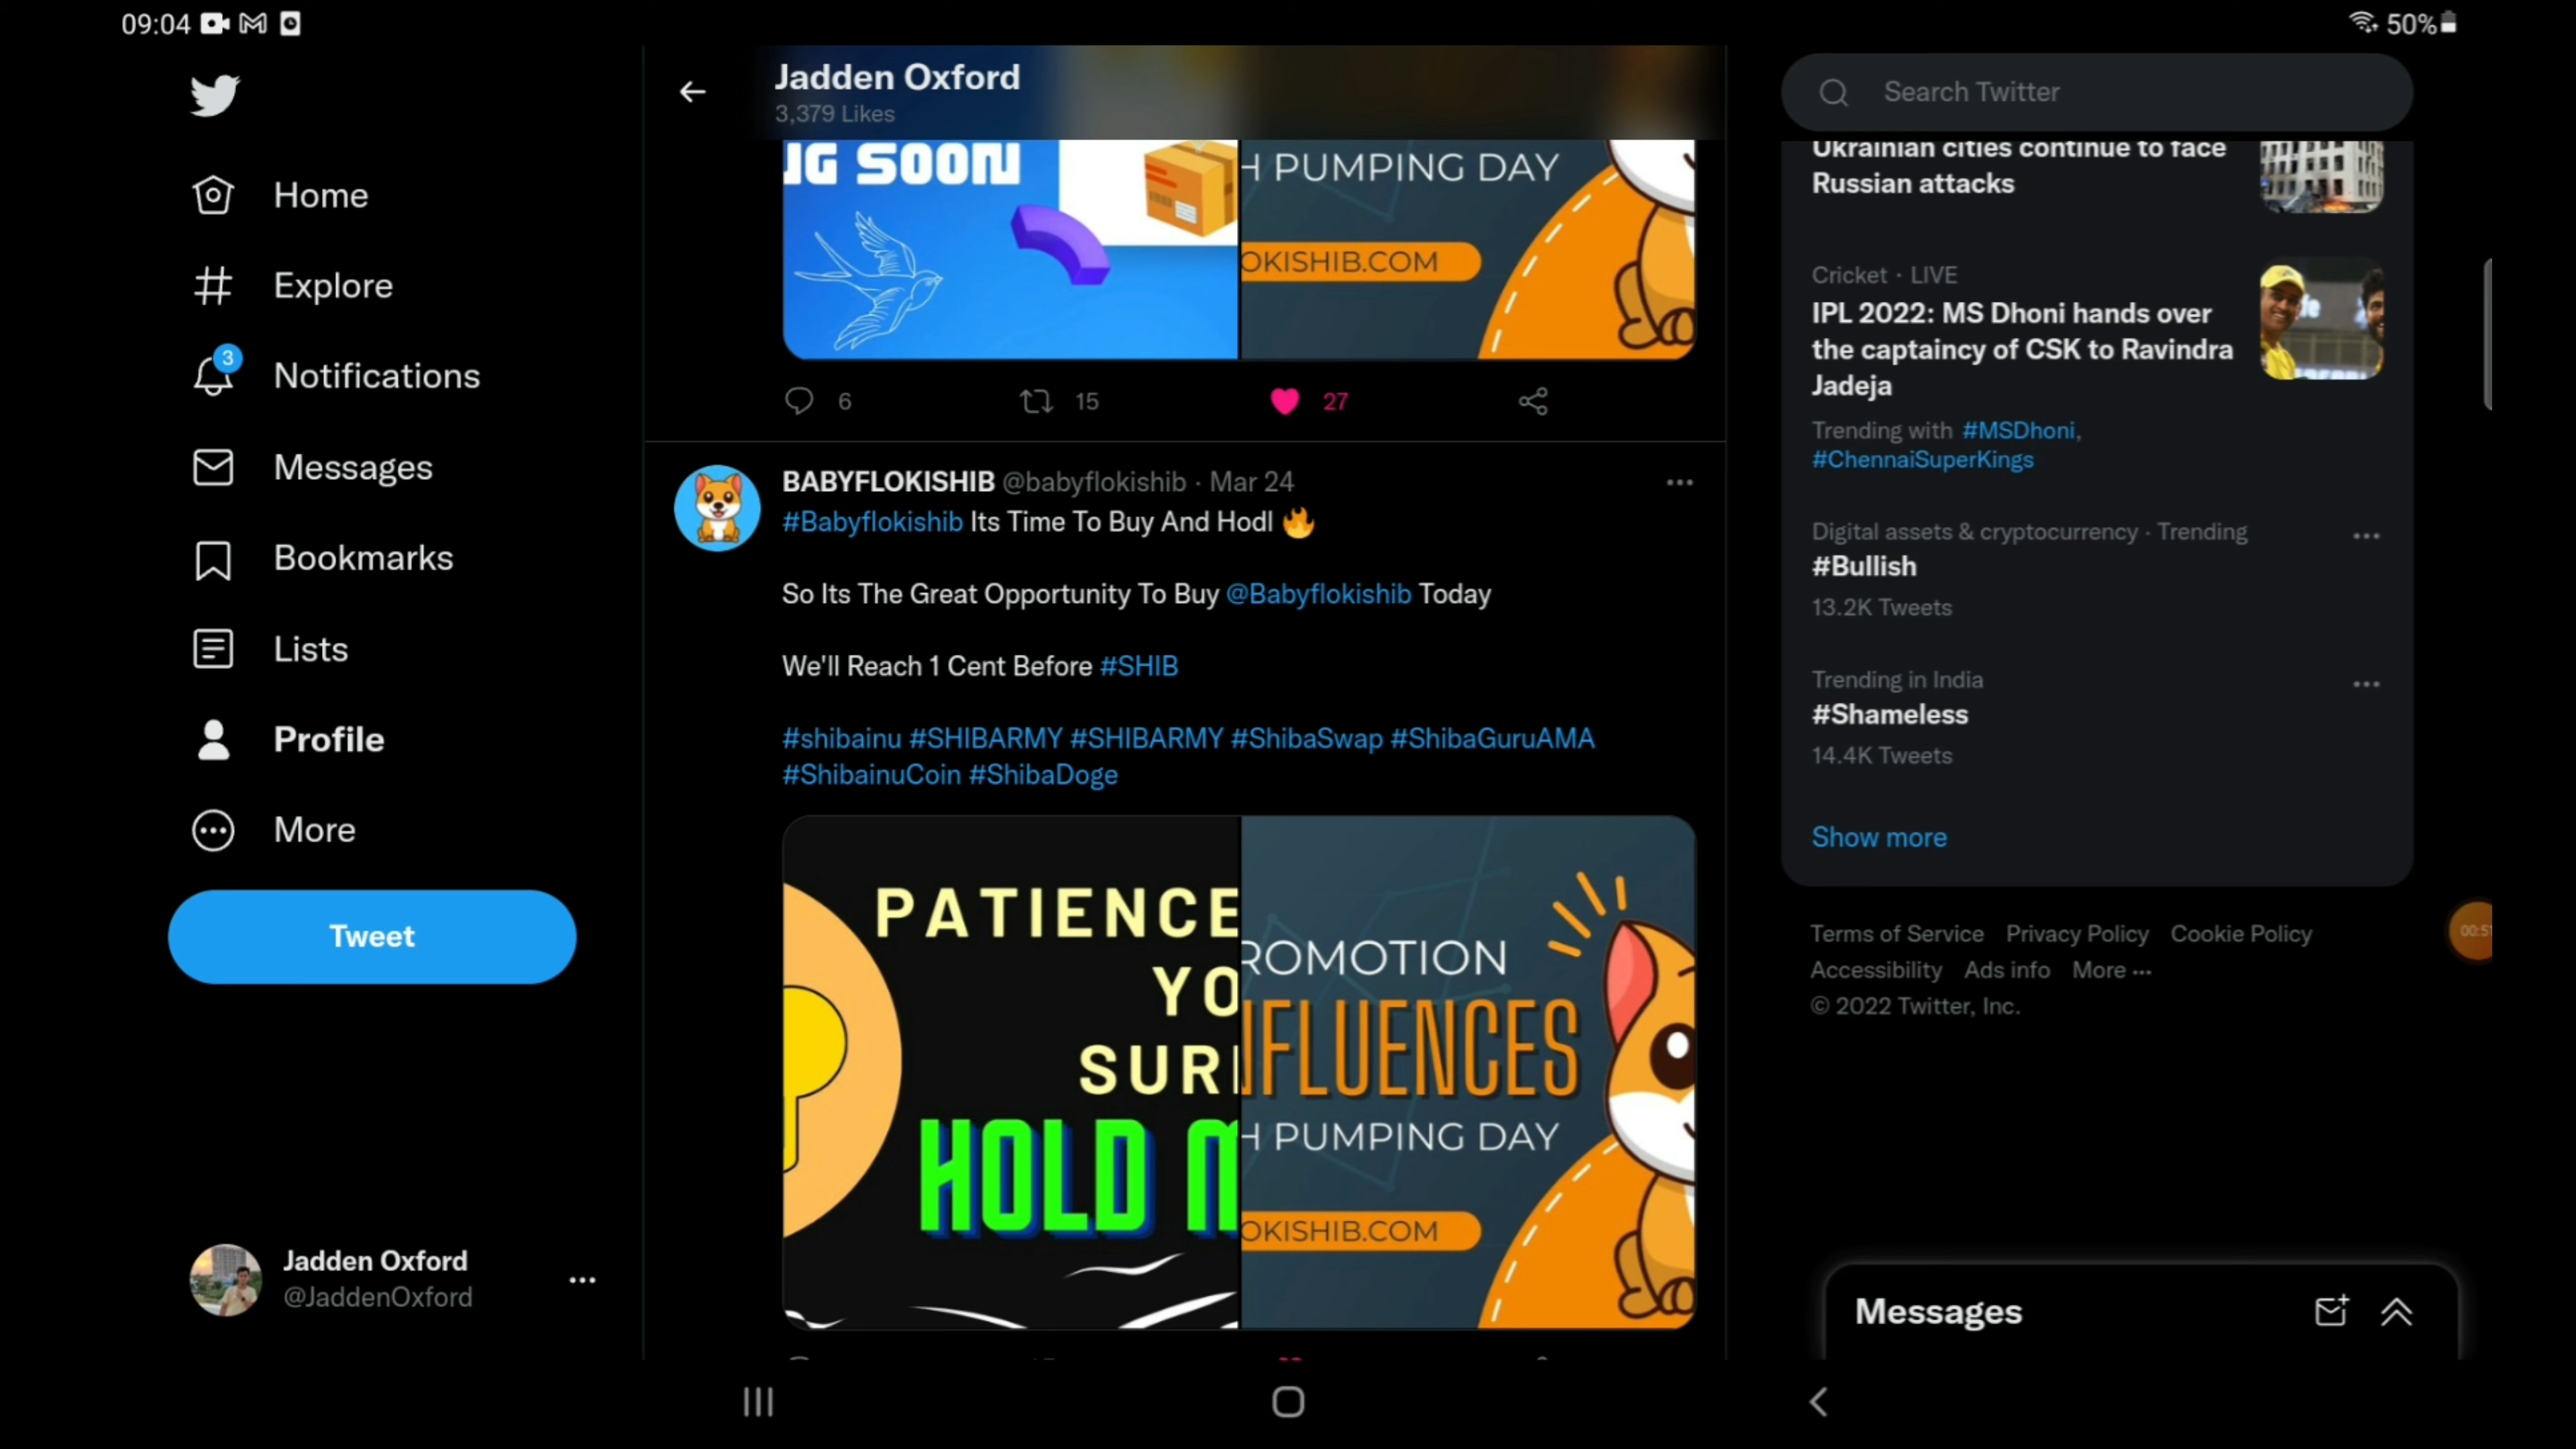 09:04
50%
Home
Explore
3
Notifications
Messages
Bookmarks
Lists
Profile
More
Tweet
Jadden Oxford
@JaddenOxford
Jadden Oxford
3,379 Likes
SOON
H PUMPING DAY
OKISHIB.COM
6
15
27
BABYFLOKISHIB @babyflokishib · Mar 24
#Babyflokishib Its Time To Buy And Hodl
So Its The Great Opportunity To Buy @Babyflokishib Today
We'll Reach 1 Cent Before #SHIB
#shibainu #SHIBARMY #SHIBARMY #ShibaSwap #ShibaGuruAMA
#ShibainuCoin #ShibaDoge
PATIENCE
YO
SURI
HOLD M
ROMOTION
NFLUENCES
H PUMPING DAY
OKISHIB.COM
Search Twitter
Ukrainian cities continue to face
Russian attacks
Cricket · LIVE
IPL 2022: MS Dhoni hands over
the captaincy of CSK to Ravindra
Jadeja
Trending with #MSDhoni,
#ChennaiSuperKings
Digital assets & cryptocurrency · Trending
#Bullish
13.2K Tweets
Trending in India
#Shameless
14.4K Tweets
Show more
Terms of Service Privacy Policy Cookie Policy
Accessibility Ads info More ···
© 2022 Twitter, Inc.
00:51
Messages